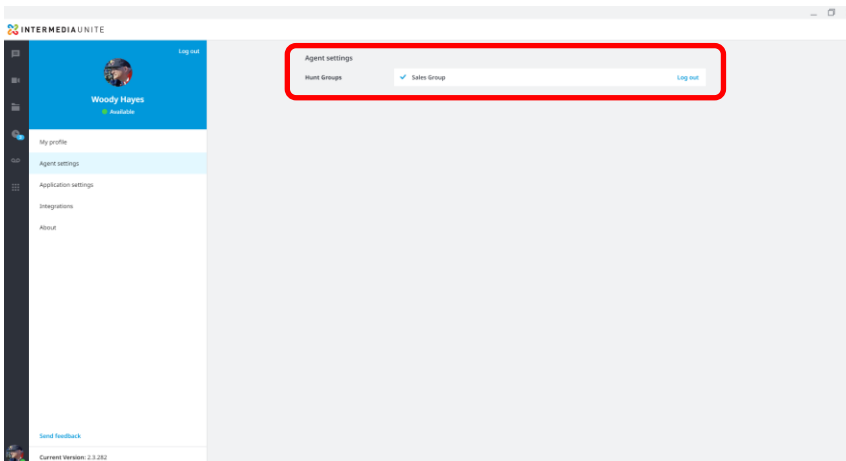 INTERMEDIAUNITE
Log out
Woody Hayes
Available
My profile
Agent settings
Application settings
Integrations
About
Send feedback
Current Version: 2.3.282
Agent settings
Hunt Groups
Sales Group
Log out